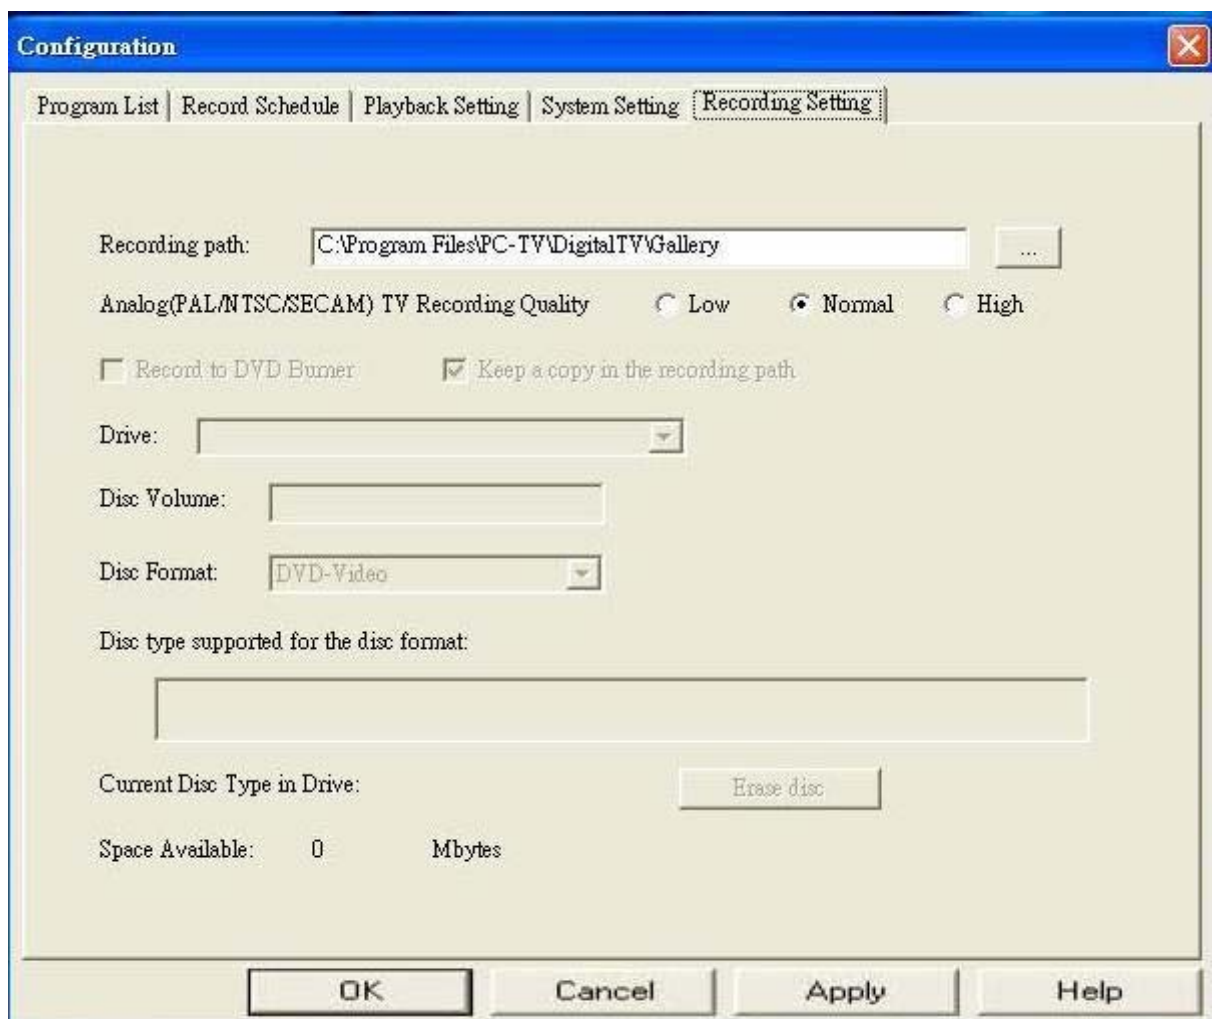 Configuration
Program List Record Schedule Playback Setting System Setting Recording Setting
Recording path: C:\Program Files\PC-TV\DigitalTV\Gallery ...
Analog(PAL/NTSC/SECAM) TV Recording Quality Low Normal High
Record to DVD Burner Keep a copy in the recording path
Drive:
Disc Volume:
Disc Format: DVD-Video
Disc type supported for the disc format:
Current Disc Type in Drive: Erase disc
Space Available: 0 Mbytes
OK Cancel Apply Help